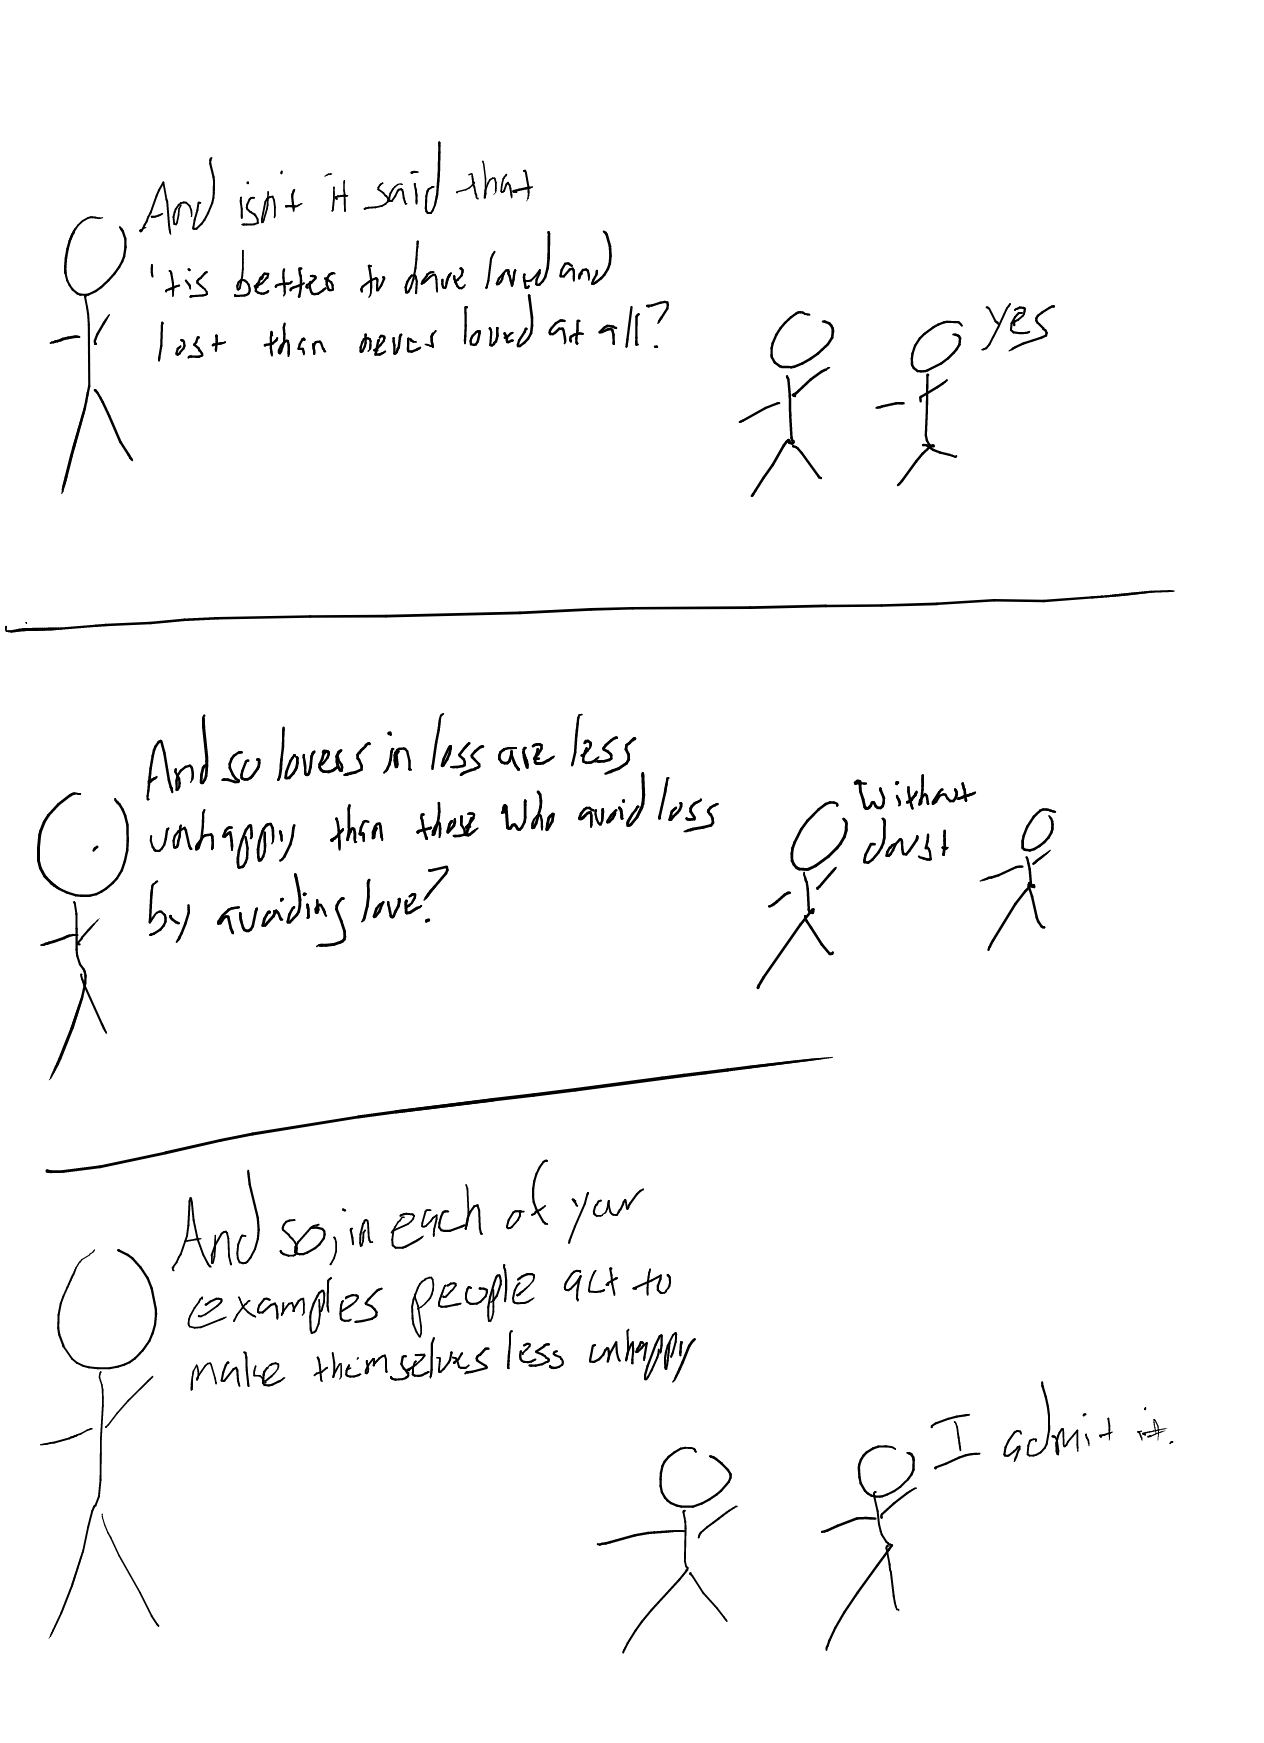 And isn't it said that
'tis better to have loved and
lost than never loved at all?
yes
And so lovers in loss are less
unhappy than those who avoid loss
by avoiding love?
Without
doubt
And so, in each of your
examples people act to
make themselves less unhappy
I admit it.